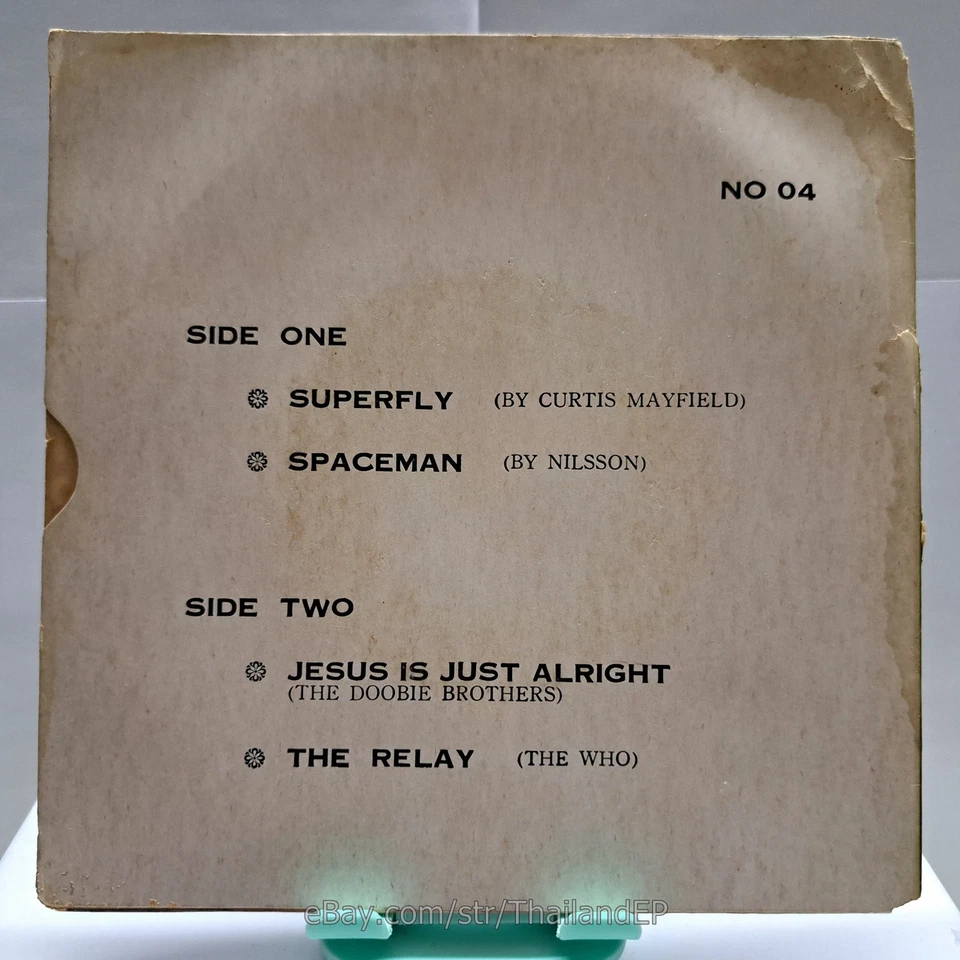 NO 04
SIDE ONE
SUPERFLY (BY CURTIS MAYFIELD)
SPACEMAN (BY NILSSON)
SIDE TWO
JESUS IS JUST ALRIGHT
(THE DOOBIE BROTHERS)
THE RELAY (THE WHO)
eBay.com/str/ThailandEP